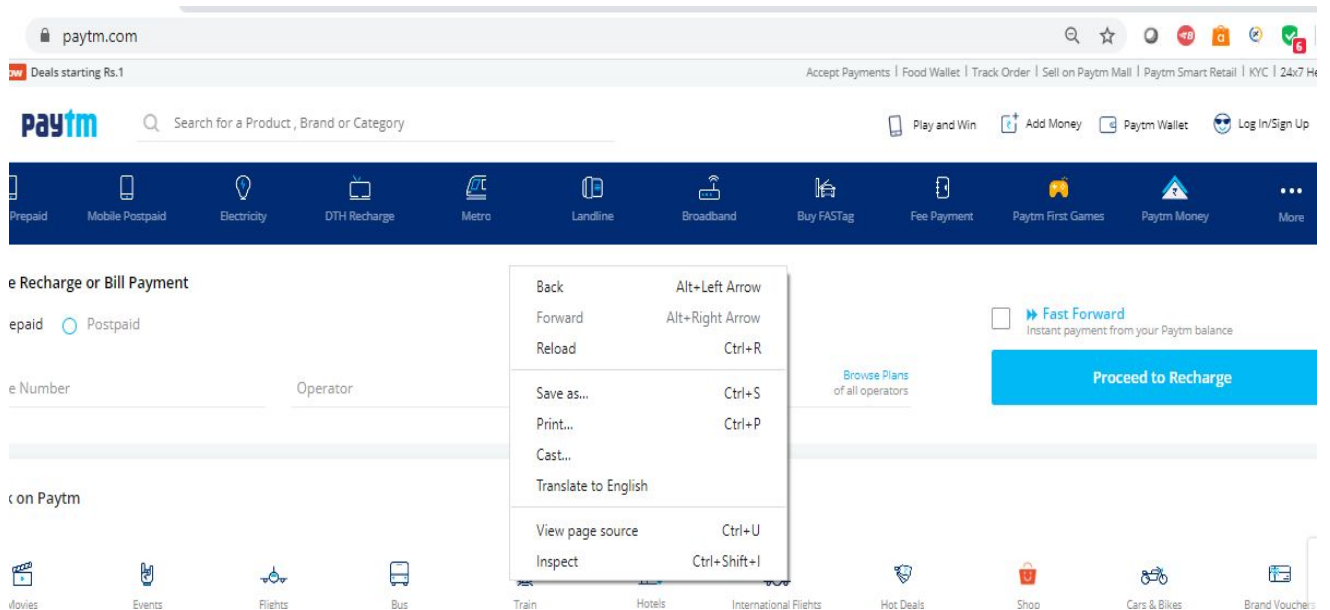 paytm.com
6
Deals starting Rs.1
Accept Payments | Food Wallet | Track Order | Sell on Paytm Mall | Paytm Smart Retail | KYC | 24x7 He
paytm
Search for a Product , Brand or Category
Play and Win
Add Money
Paytm Wallet
Log In/Sign Up
Prepaid
Mobile Postpaid
Electricity
DTH Recharge
Metro
Landline
Broadband
Buy FASTag
Fee Payment
Paytm First Games
Paytm Money
More
e Recharge or Bill Payment
epaid
Postpaid
e Number
Operator
Back Alt+Left Arrow
Forward Alt+Right Arrow
Reload Ctrl+R
Save as... Ctrl+S
Print... Ctrl+P
Cast...
Translate to English
View page source Ctrl+U
Inspect Ctrl+Shift+I
Browse Plans
of all operators
Fast Forward
Instant payment from your Paytm balance
Proceed to Recharge
k on Paytm
Movies
Events
Flights
Bus
Train
Hotels
International Flights
Hot Deals
Shop
Cars & Bikes
Brand Vouchers